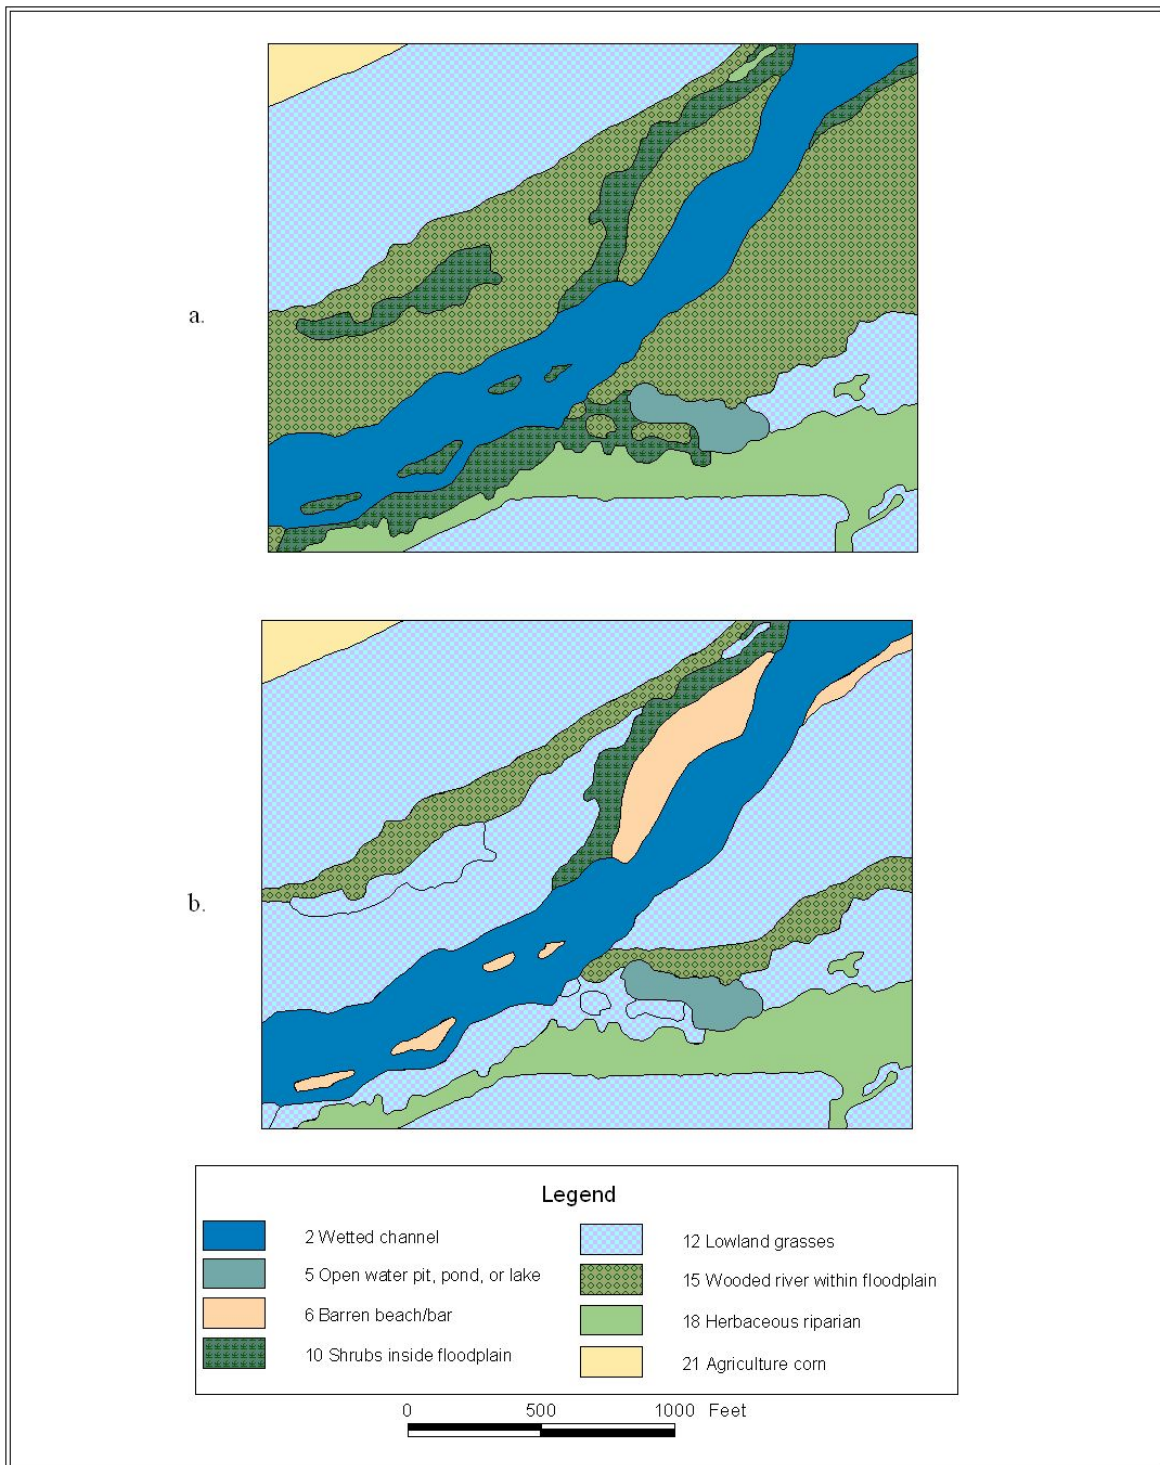 a.
b.
Legend
2 Wetted channel
5 Open water pit, pond, or lake
6 Barren beach/bar
10 Shrubs inside floodplain
12 Lowland grasses
15 Wooded river within floodplain
18 Herbaceous riparian
21 Agriculture corn
0 500 1000 Feet